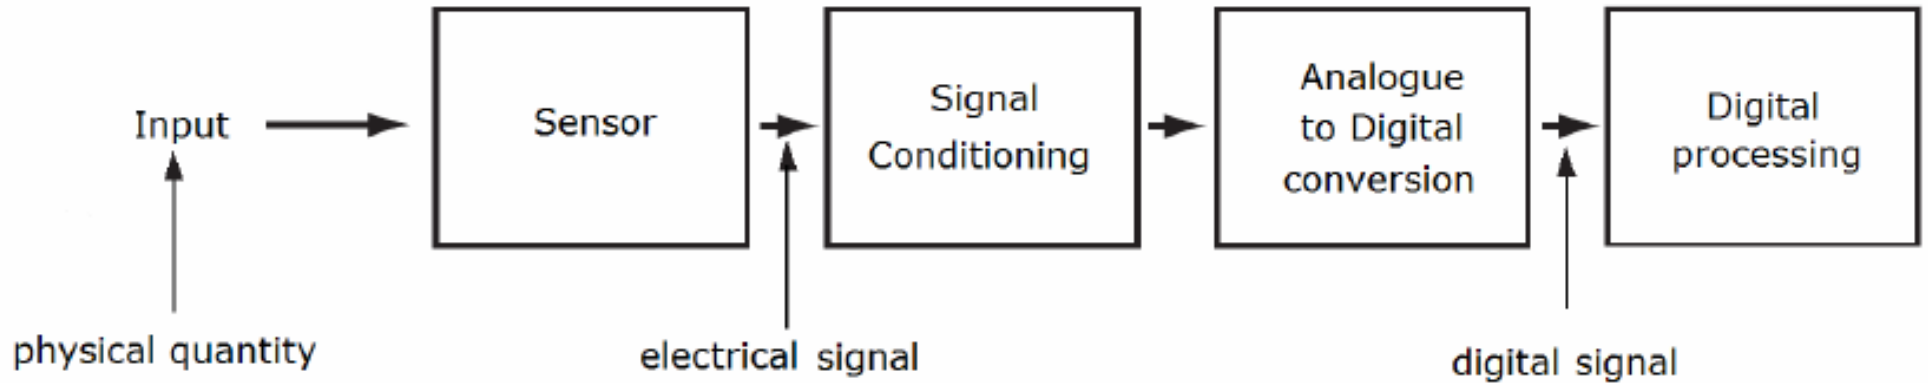 Input
Sensor
Signal
Conditioning
Analogue
to Digital
conversion
Digital
processing
physical quantity
electrical signal
digital signal